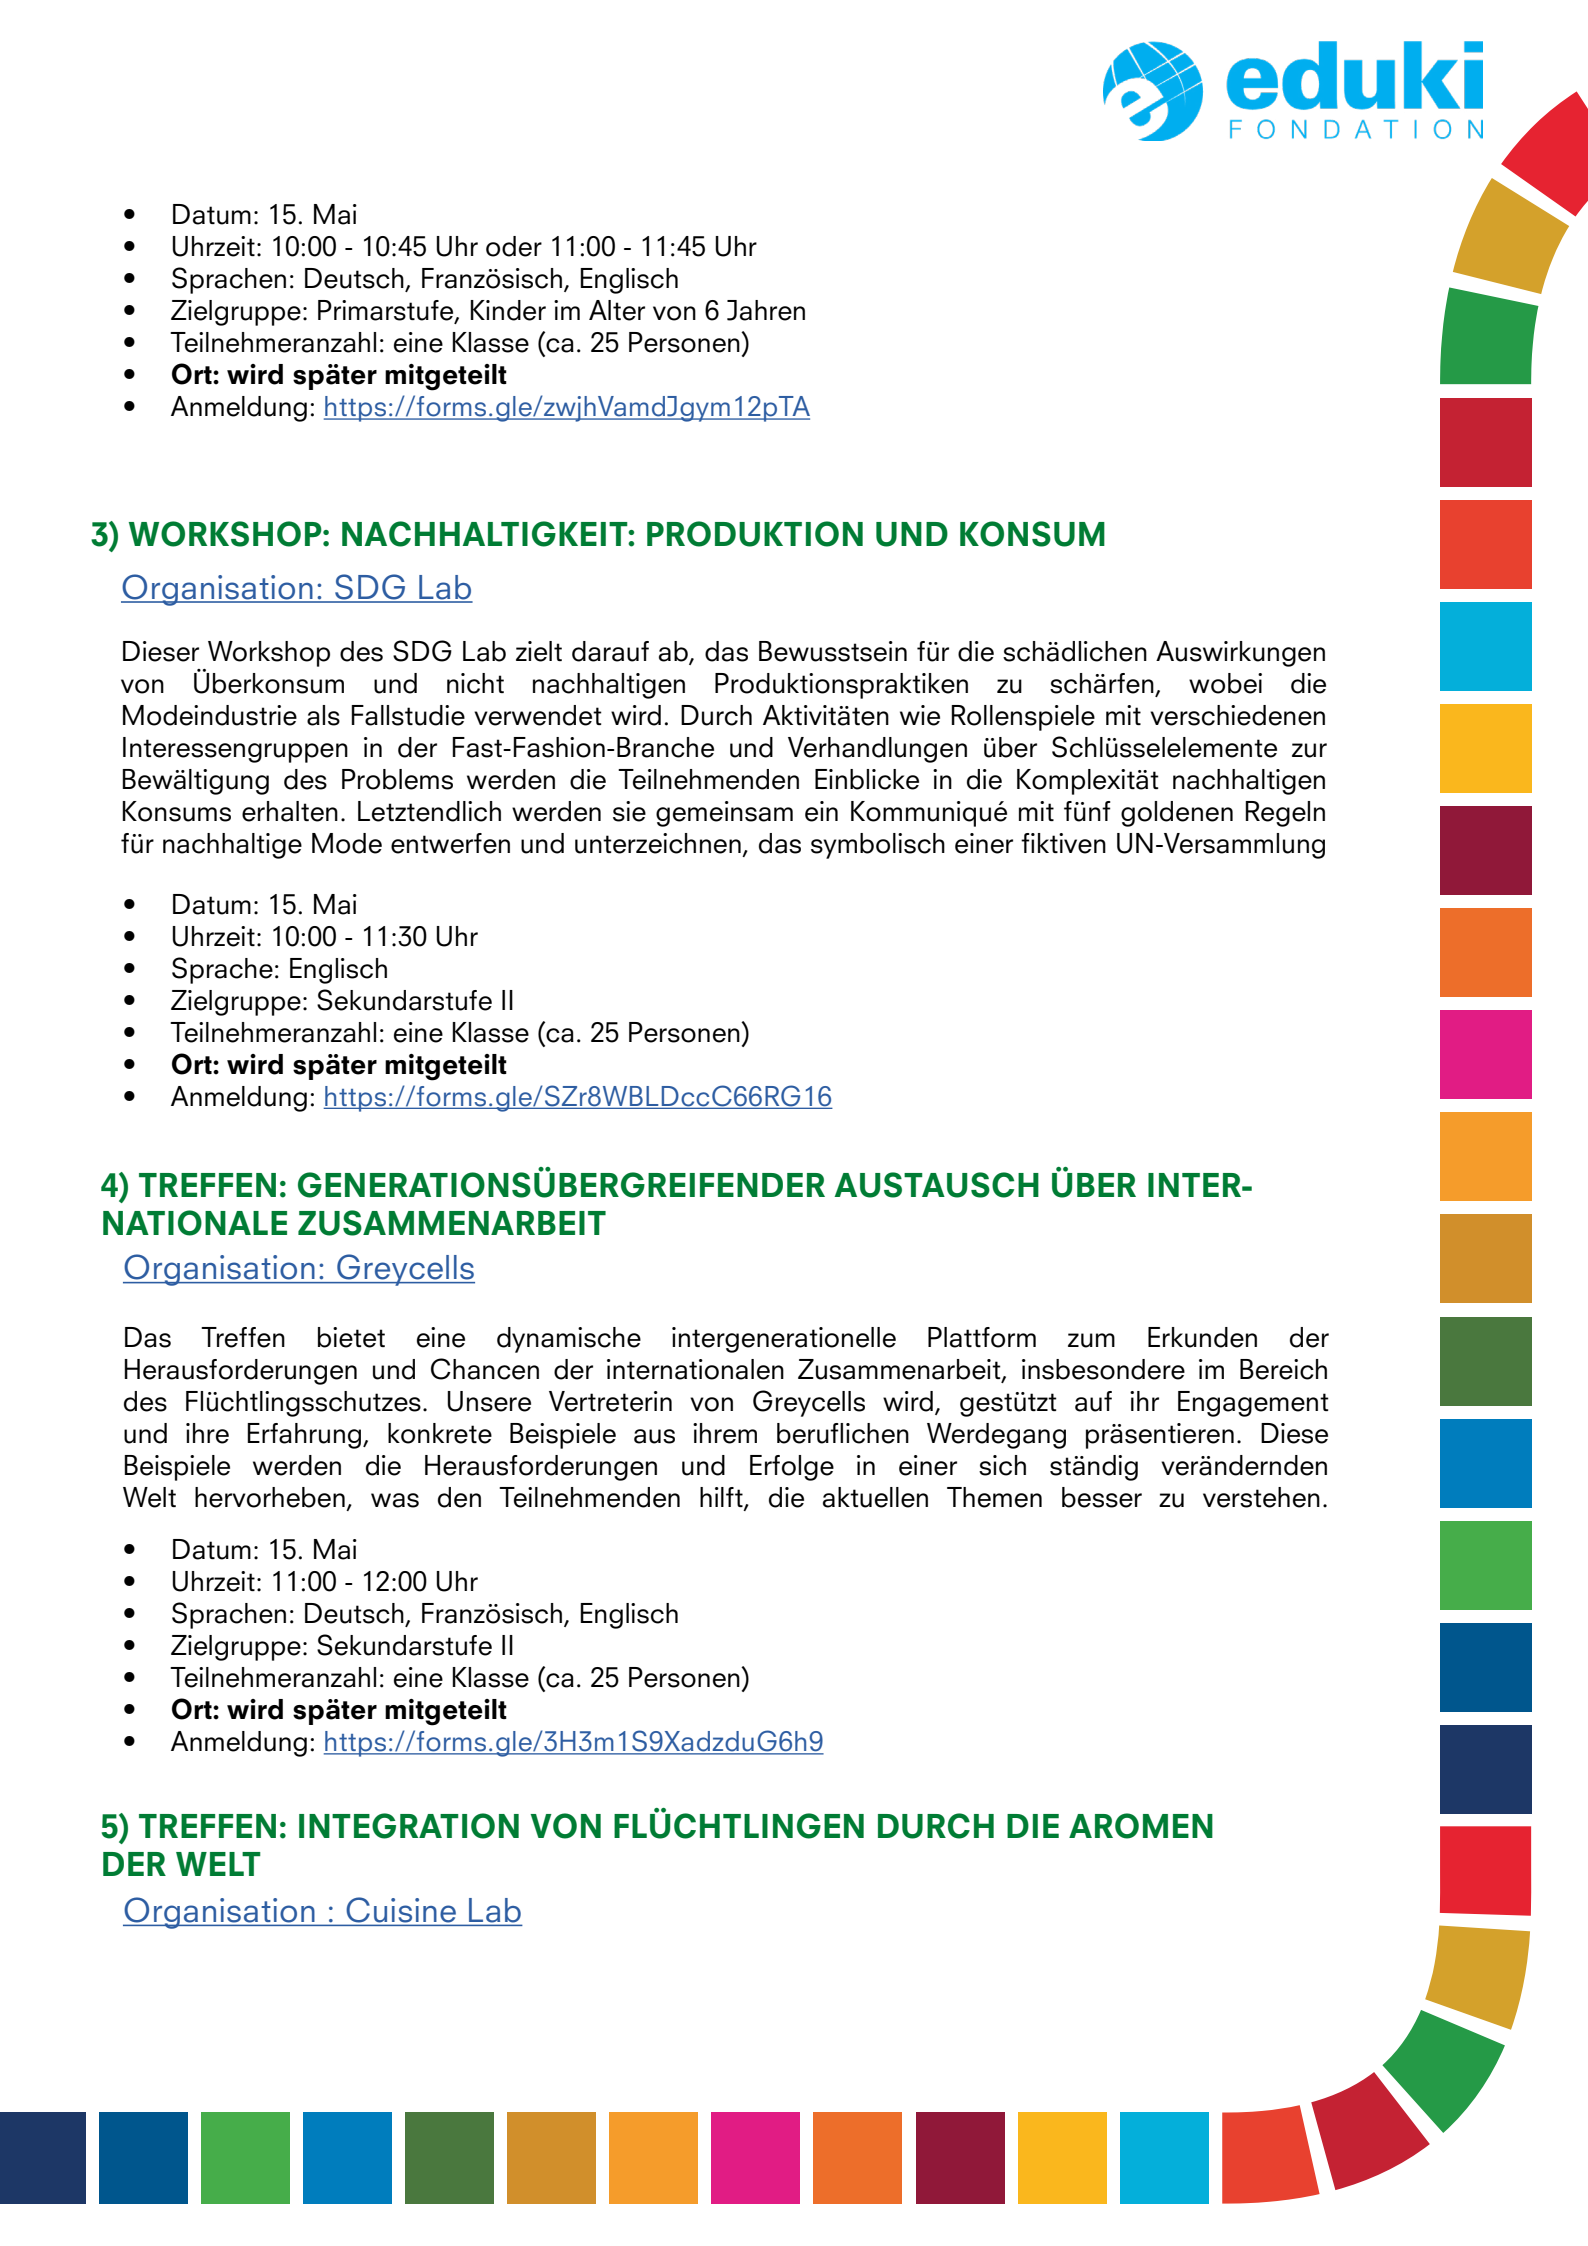 eduki
FONDATION
• Datum: 15. Mai
• Uhrzeit: 10:00 - 10:45 Uhr oder 11:00 - 11:45 Uhr
• Sprachen: Deutsch, Französisch, Englisch
• Zielgruppe: Primarstufe, Kinder im Alter von 6 Jahren
• Teilnehmeranzahl: eine Klasse (ca. 25 Personen)
• Ort: wird später mitgeteilt
• Anmeldung: https://forms.gle/zwjhVamdJgym12pTA
3) WORKSHOP: NACHHALTIGKEIT: PRODUKTION UND KONSUM
Organisation: SDG Lab
Dieser Workshop des SDG Lab zielt darauf ab, das Bewusstsein für die schädlichen Auswirkungen
von Überkonsum und nicht nachhaltigen Produktionspraktiken zu schärfen, wobei die
Modeindustrie als Fallstudie verwendet wird. Durch Aktivitäten wie Rollenspiele mit verschiedenen
Interessengruppen in der Fast-Fashion-Branche und Verhandlungen über Schlüsselelemente zur
Bewältigung des Problems werden die Teilnehmenden Einblicke in die Komplexität nachhaltigen
Konsums erhalten. Letztendlich werden sie gemeinsam ein Kommuniqué mit fünf goldenen Regeln
für nachhaltige Mode entwerfen und unterzeichnen, das symbolisch einer fiktiven UN-Versammlung
• Datum: 15. Mai
• Uhrzeit: 10:00 - 11:30 Uhr
• Sprache: Englisch
• Zielgruppe: Sekundarstufe II
• Teilnehmeranzahl: eine Klasse (ca. 25 Personen)
• Ort: wird später mitgeteilt
• Anmeldung: https://forms.gle/SZr8WBLDccC66RG16
4) TREFFEN: GENERATIONSÜBERGREIFENDER AUSTAUSCH ÜBER INTER-
NATIONALE ZUSAMMENARBEIT
Organisation: Greycells
Das Treffen bietet eine dynamische intergenerationelle Plattform zum Erkunden der
Herausforderungen und Chancen der internationalen Zusammenarbeit, insbesondere im Bereich
des Flüchtlingsschutzes. Unsere Vertreterin von Greycells wird, gestützt auf ihr Engagement
und ihre Erfahrung, konkrete Beispiele aus ihrem beruflichen Werdegang präsentieren. Diese
Beispiele werden die Herausforderungen und Erfolge in einer sich ständig verändernden
Welt hervorheben, was den Teilnehmenden hilft, die aktuellen Themen besser zu verstehen.
• Datum: 15. Mai
• Uhrzeit: 11:00 - 12:00 Uhr
• Sprachen: Deutsch, Französisch, Englisch
• Zielgruppe: Sekundarstufe II
• Teilnehmeranzahl: eine Klasse (ca. 25 Personen)
• Ort: wird später mitgeteilt
• Anmeldung: https://forms.gle/3H3m1S9XadzduG6h9
5) TREFFEN: INTEGRATION VON FLÜCHTLINGEN DURCH DIE AROMEN
DER WELT
Organisation : Cuisine Lab